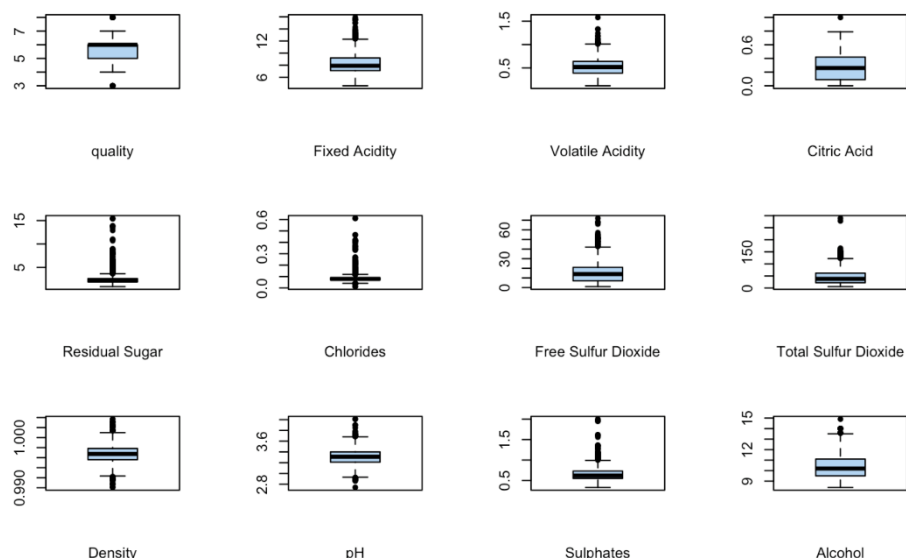 7
5
3
quality
12
6
Fixed Acidity
1.5
0.5
Volatile Acidity
0.6
0.0
Citric Acid
15
5
Residual Sugar
0.6
0.3
0.0
Chlorides
60
30
0
Free Sulfur Dioxide
150
0
Total Sulfur Dioxide
1.000
0.990
Density
3.6
2.8
pH
1.5
0.5
Sulphates
15
12
9
Alcohol